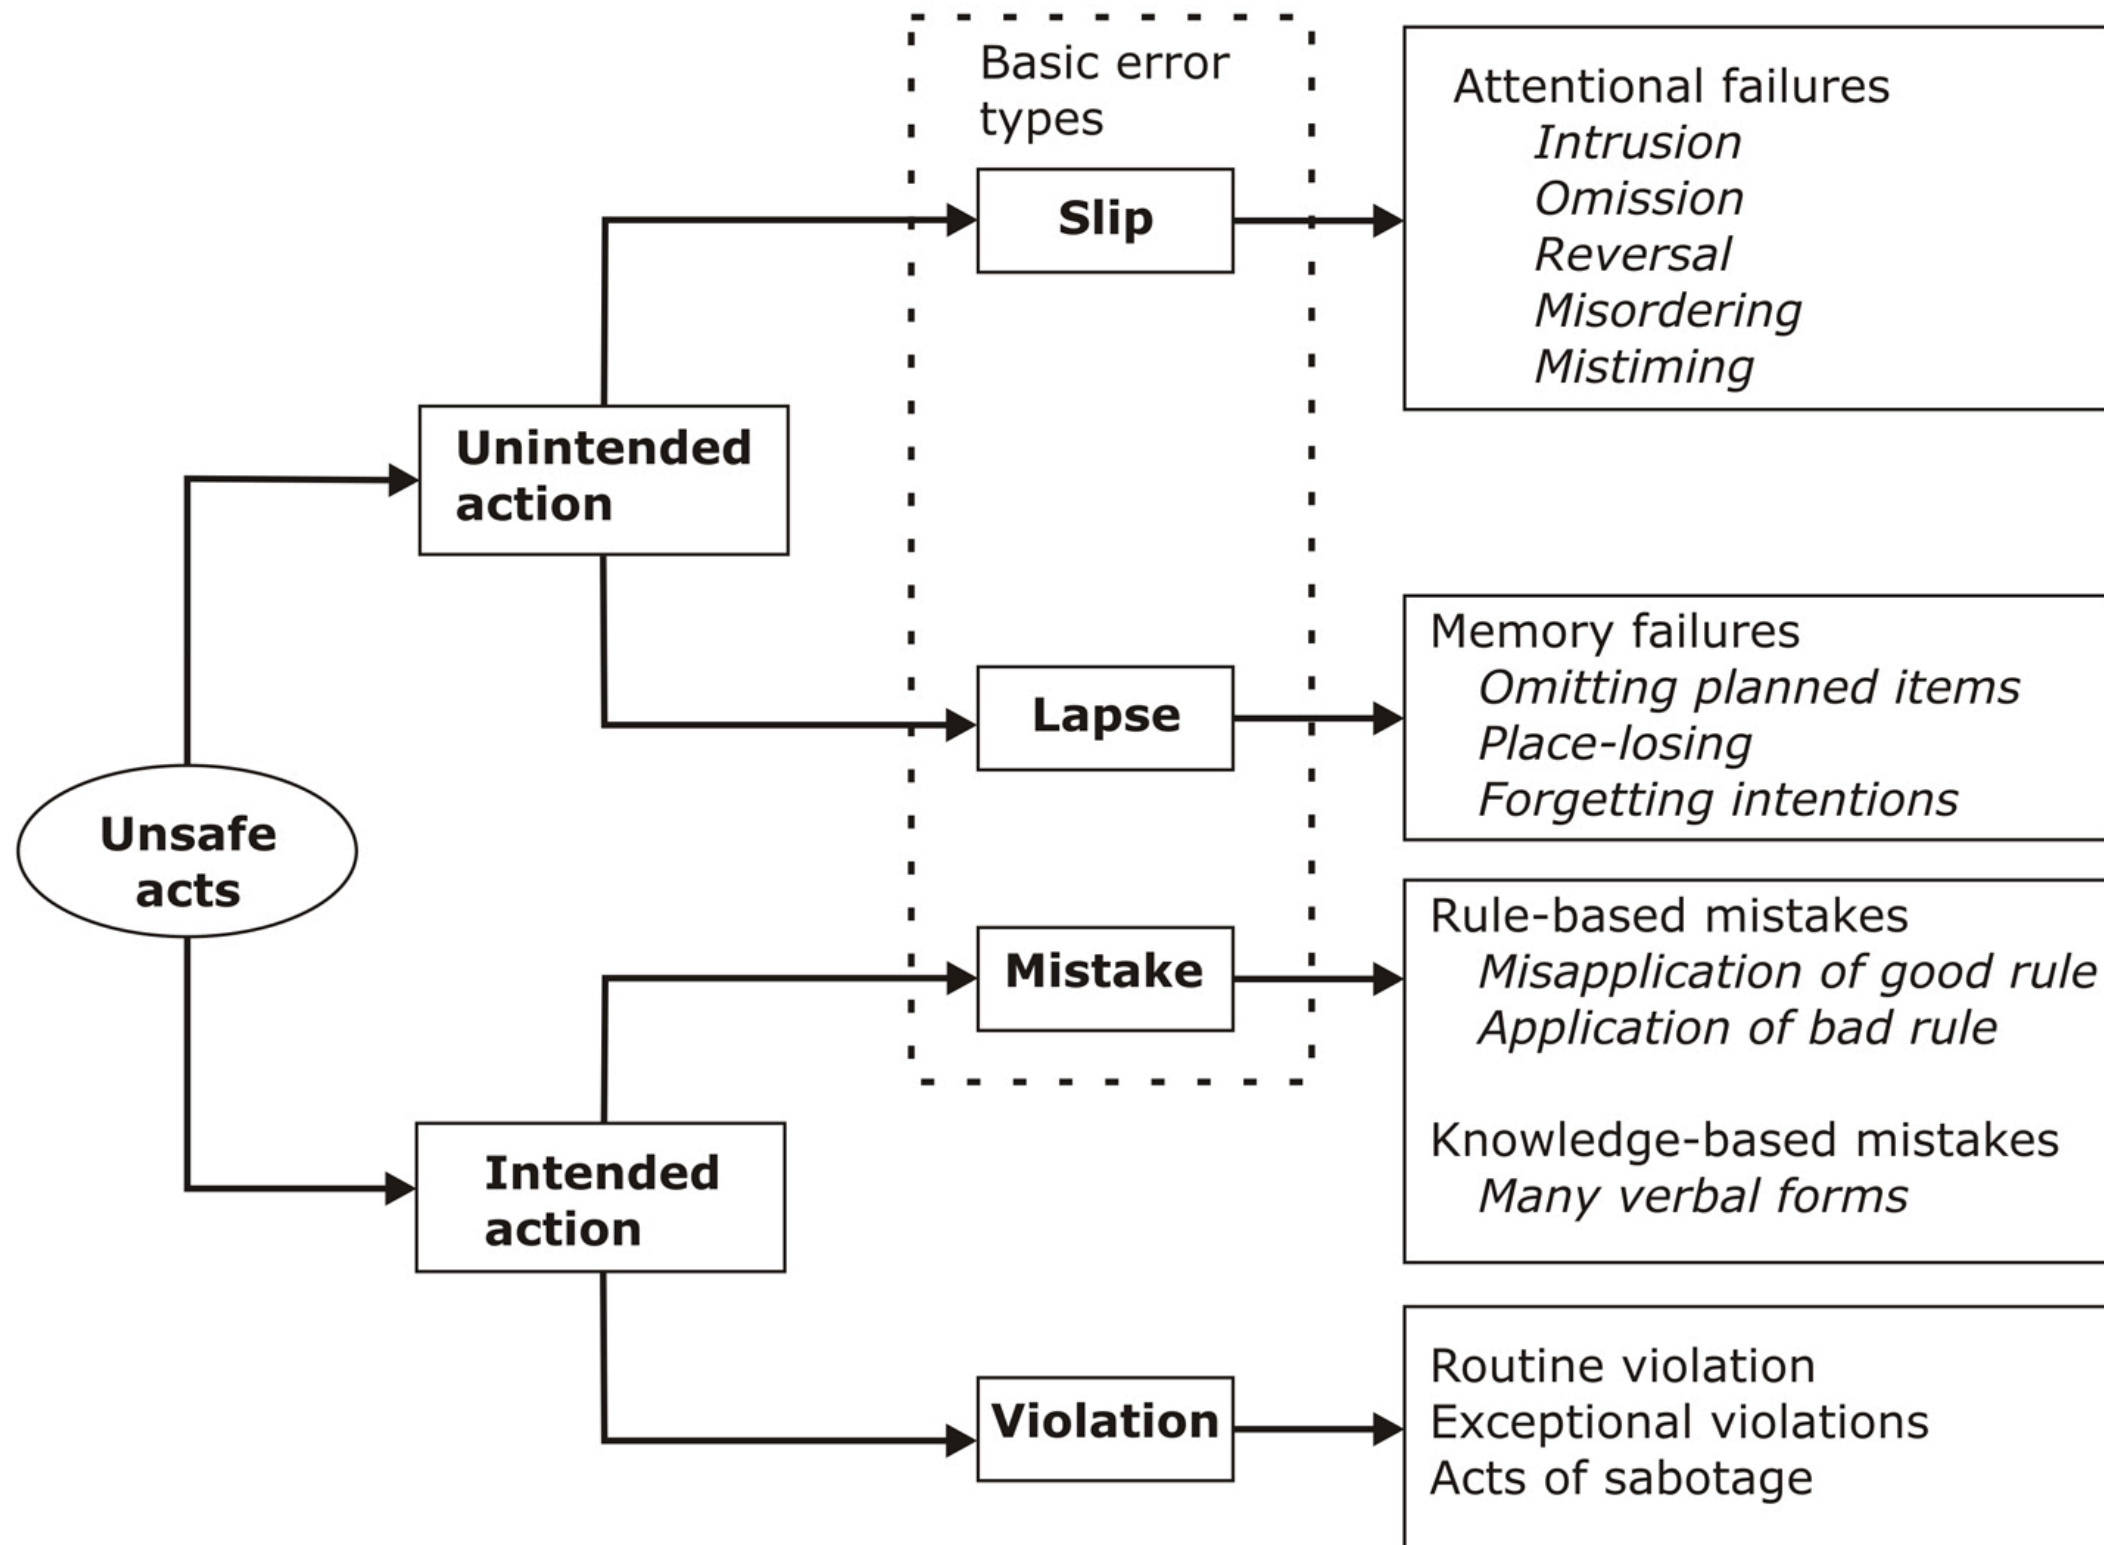 Basic error
types
Slip
Attentional failures
Intrusion
Omission
Reversal
Misordering
Mistiming
Unintended
action
Lapse
Memory failures
Omitting planned items
Place-losing
Forgetting intentions
Unsafe
acts
Mistake
Rule-based mistakes
Misapplication of good rule
Application of bad rule
Knowledge-based mistakes
Many verbal forms
Intended
action
Violation
Routine violation
Exceptional violations
Acts of sabotage